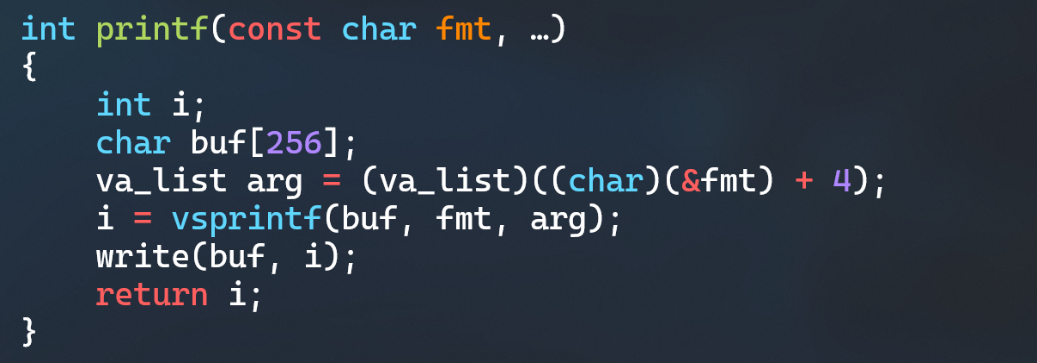 int printf(const char fmt, …)
{
    int i;
    char buf[256];
    va_list arg = (va_list)((char)(&fmt) + 4);
    i = vsprintf(buf, fmt, arg);
    write(buf, i);
    return i;
}